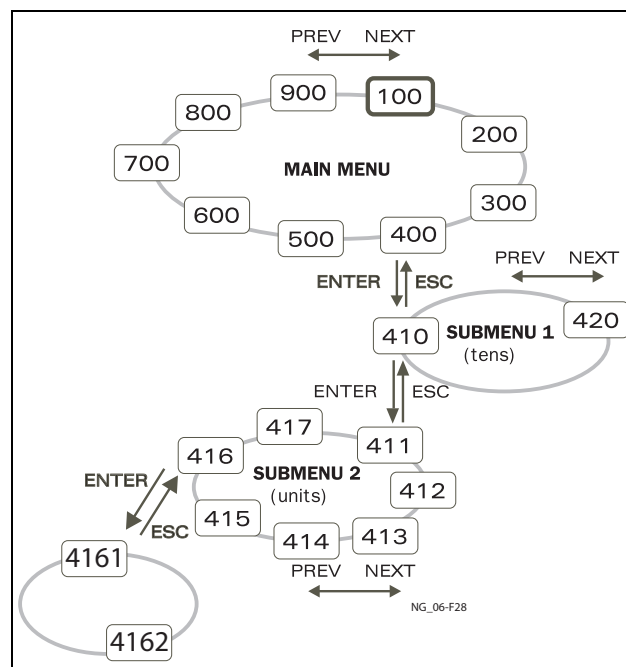 PREV NEXT
900 100
800 200
700 MAIN MENU
600 300
500 400
ENTER ESC
PREV NEXT
410 SUBMENU 1 420
(tens)
ENTER ESC
417 411
416 SUBMENU 2 412
(units)
415 413
414
ENTER
ESC
4161
4162
PREV NEXT
NG_06-F28